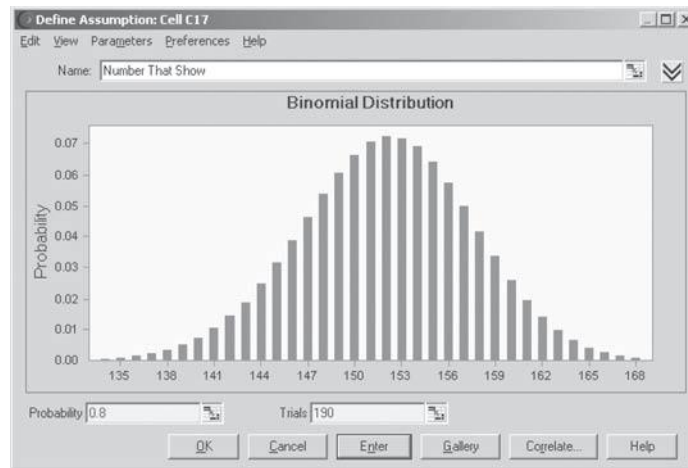 Define Assumption: Cell C17
Edit View Parameters Preferences Help
Name: Number That Show
Binomial Distribution
Probability
0.07
0.06
0.05
0.04
0.03
0.02
0.01
0.00
135 138 141 144 147 150 153 156 159 162 165 168
Probability 0.8 Trials 190
OK Cancel Enter Gallery Correlate... Help